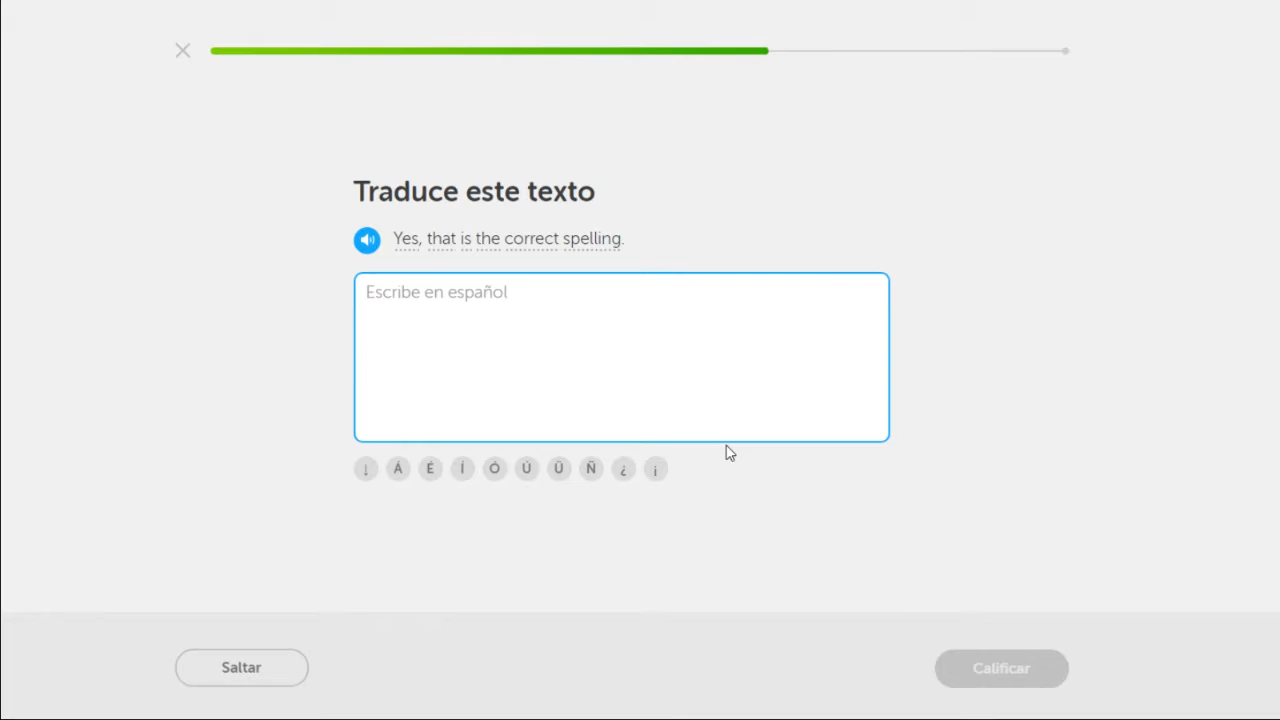 Traduce este texto
Yes, that is the correct spelling.
Escribe en español
↓ Á É Í Ó Ú Ü Ñ ¿ ¡
Saltar
Calificar